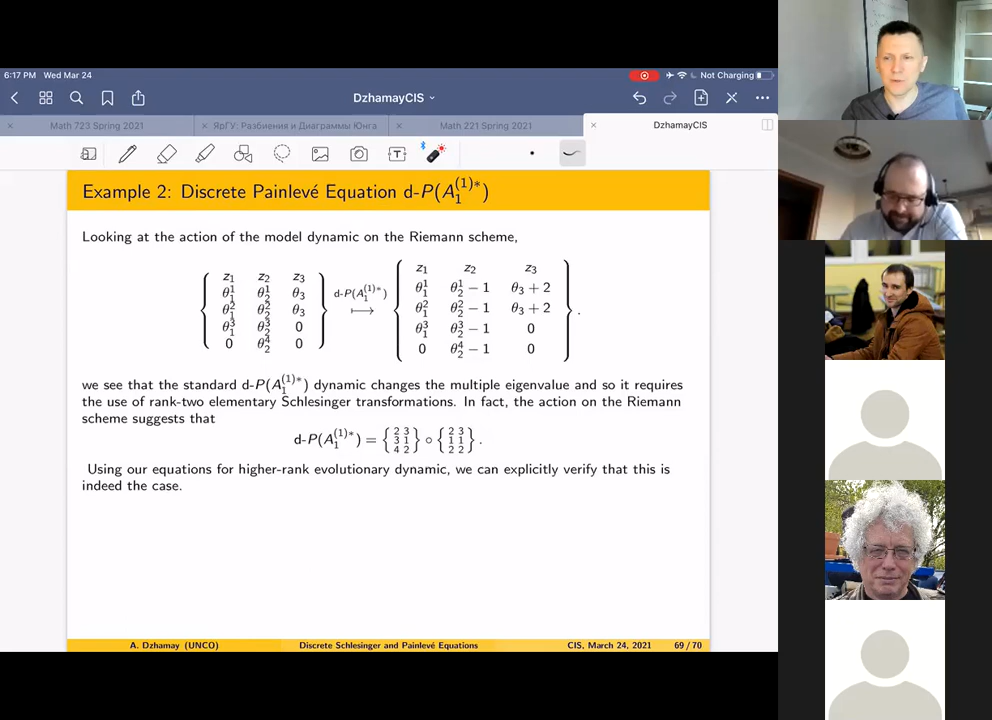 6:17 PM Wed Mar 24
Not Charging
DzhamayCIS
Math 723 Spring 2021
ЯрГУ: Разбиения и Диаграммы Юнга
Math 221 Spring 2021
DzhamayCIS
Example 2: Discrete Painlevé Equation d-P(A₁⁽¹⁾*)
Looking at the action of the model dynamic on the Riemann scheme,
z₁ z₂ z₃
θ₁¹ θ₂¹ θ₃
θ₁² θ₂² θ₃
θ₁³ θ₂³ 0
0 θ₂⁴ 0
d-P(A₁⁽¹⁾*)
⟼
z₁ z₂ z₃
θ₁¹ θ₂¹ − 1 θ₃ + 2
θ₁² θ₂² − 1 θ₃ + 2
θ₁³ θ₂³ − 1 0
0 θ₂⁴ − 1 0
.
we see that the standard d-P(A₁⁽¹⁾*) dynamic changes the multiple eigenvalue and so it requires
the use of rank-two elementary Schlesinger transformations. In fact, the action on the Riemann
scheme suggests that
d-P(A₁⁽¹⁾*) = {2 3 / 3 1 / 4 2} ∘ {2 3 / 1 1 / 2 2} .
Using our equations for higher-rank evolutionary dynamic, we can explicitly verify that this is
indeed the case.
A. Dzhamay (UNCO) Discrete Schlesinger and Painlevé Equations CIS, March 24, 2021 69 / 70